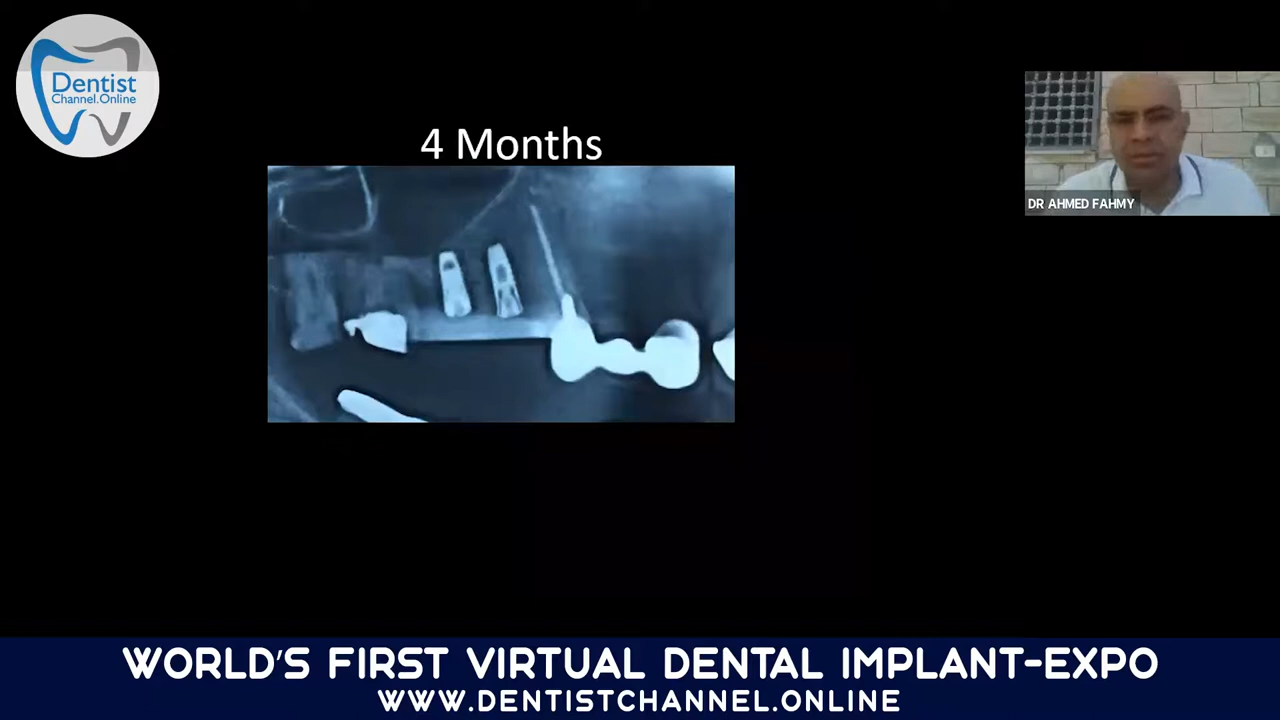 Dentist
Channel.Online
4 Months
DR AHMED FAHMY
WORLD'S FIRST VIRTUAL DENTAL IMPLANT-EXPO
WWW.DENTISTCHANNEL.ONLINE